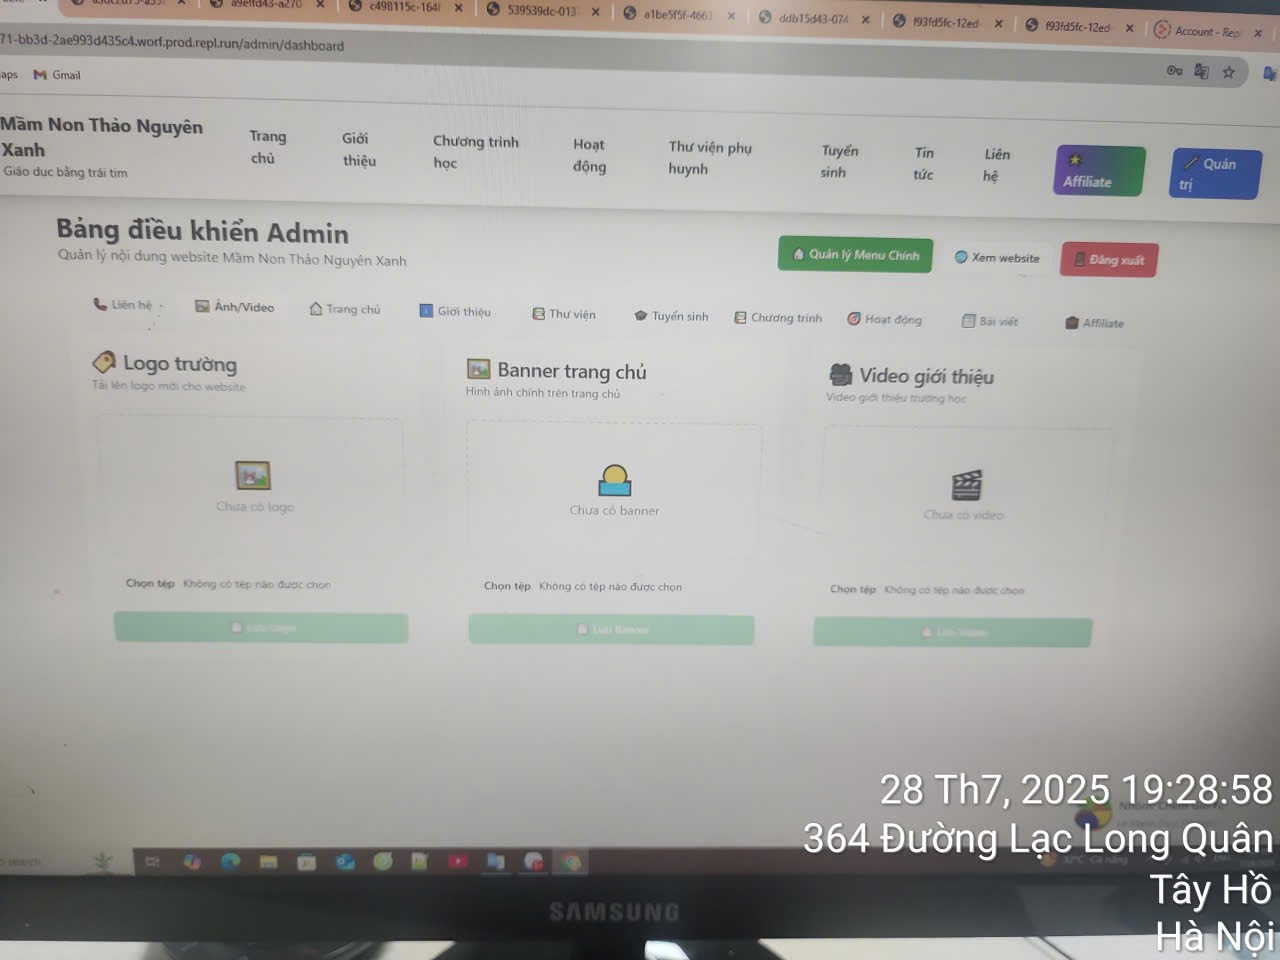 a9effd43-a270
c498115c-164f
539539dc-013
a1be5f5f-4663
ddb15d43-074
f93fd5fc-12ed
f93fd5fc-12ed
Account - Repl
71-bb3d-2ae993d435c4.worf.prod.repl.run/admin/dashboard
aps
Gmail
Mầm Non Thảo Nguyên
Xanh
Giáo dục bằng trái tim
Trang
chủ
Giới
thiệu
Chương trình
học
Hoạt
động
Thư viện phụ
huynh
Tuyển
sinh
Tin
tức
Liên
hệ
Affiliate
Quản
trị
Bảng điều khiển Admin
Quản lý nội dung website Mầm Non Thảo Nguyên Xanh
Quản lý Menu Chính
Xem website
Đăng xuất
Liên hệ
Ảnh/Video
Trang chủ
Giới thiệu
Thư viện
Tuyển sinh
Chương trình
Hoạt động
Bài viết
Affiliate
Logo trường
Tải lên logo mới cho website
Chưa có logo
Chọn tệp Không có tệp nào được chọn
Lưu Logo
Banner trang chủ
Hình ảnh chính trên trang chủ
Chưa có banner
Chọn tệp Không có tệp nào được chọn
Lưu Banner
Video giới thiệu
Video giới thiệu trường học
Chưa có video
Chọn tệp Không có tệp nào được chọn
Lưu Video
28 Th7, 2025 19:28:58
364 Đường Lạc Long Quân
Tây Hồ
Hà Nội
SAMSUNG